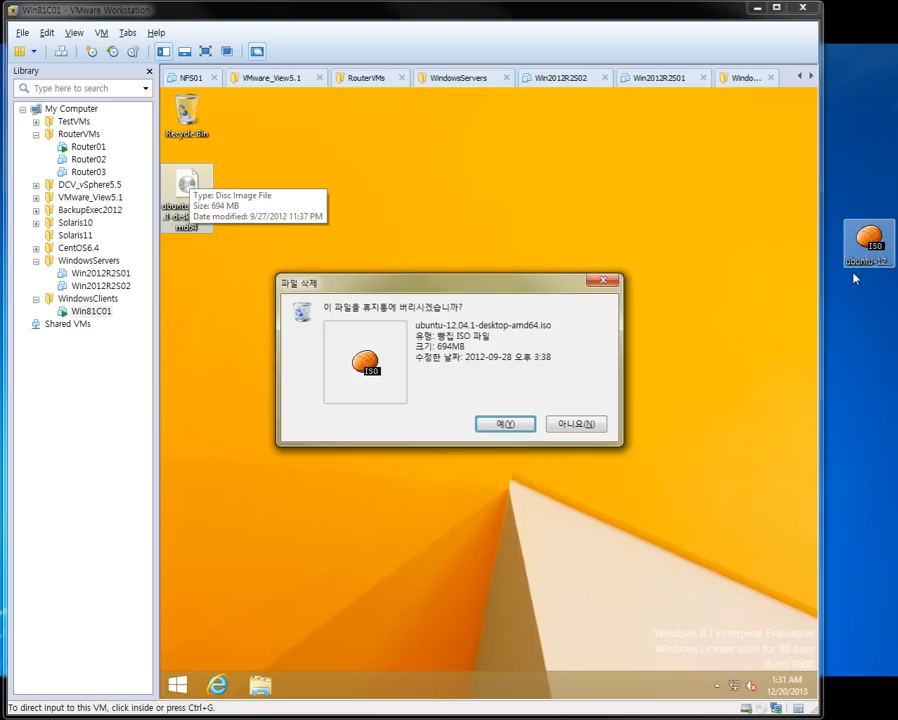 Win81C01 - VMware Workstation
File Edit View VM Tabs Help
Library
Type here to search
My Computer
TestVMs
RouterVMs
Router01
Router02
Router03
DCV_vSphere5.5
VMware_View5.1
BackupExec2012
Solaris10
Solaris11
CentOS6.4
WindowsServers
Win2012R2S01
Win2012R2S02
WindowsClients
Win81C01
Shared VMs
NFS01 VMware_View5.1 RouterVMs WindowsServers Win2012R2S02 Win2012R2S01 Windo...
Recycle Bin
md64
Type: Disc Image File
Size: 694 MB
Date modified: 9/27/2012 11:37 PM
파일 삭제
이 파일을 휴지통에 버리시겠습니까?
ubuntu-12.04.1-desktop-amd64.iso
유형: 빵집 ISO 파일
크기: 694MB
수정한 날짜: 2012-09-28 오후 3:38
ISO
예(Y) 아니요(N)
ISO
ubuntu-12...
Windows 8.1 Enterprise Evaluation
Windows License valid for 90 days
Build 9600
1:31 AM
12/20/2013
To direct input to this VM, click inside or press Ctrl+G.